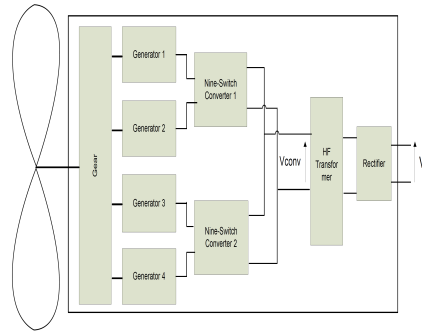 Gear
Generator 1
Generator 2
Generator 3
Generator 4
Nine-Switch
Converter 1
Nine-Switch
Converter 2
Vconv
HF
Transfor
mer
Rectifier
V